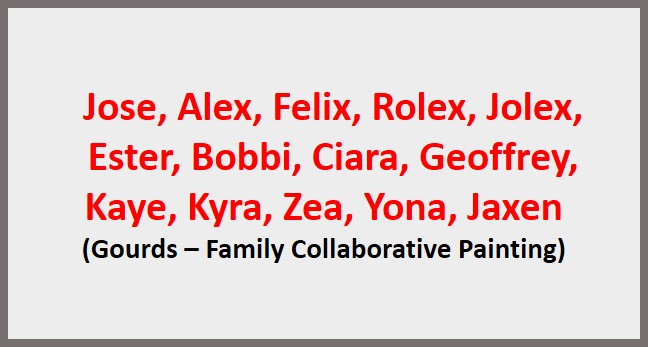 Jose, Alex, Felix, Rolex, Jolex,
Ester, Bobbi, Ciara, Geoffrey,
Kaye, Kyra, Zea, Yona, Jaxen
(Gourds – Family Collaborative Painting)